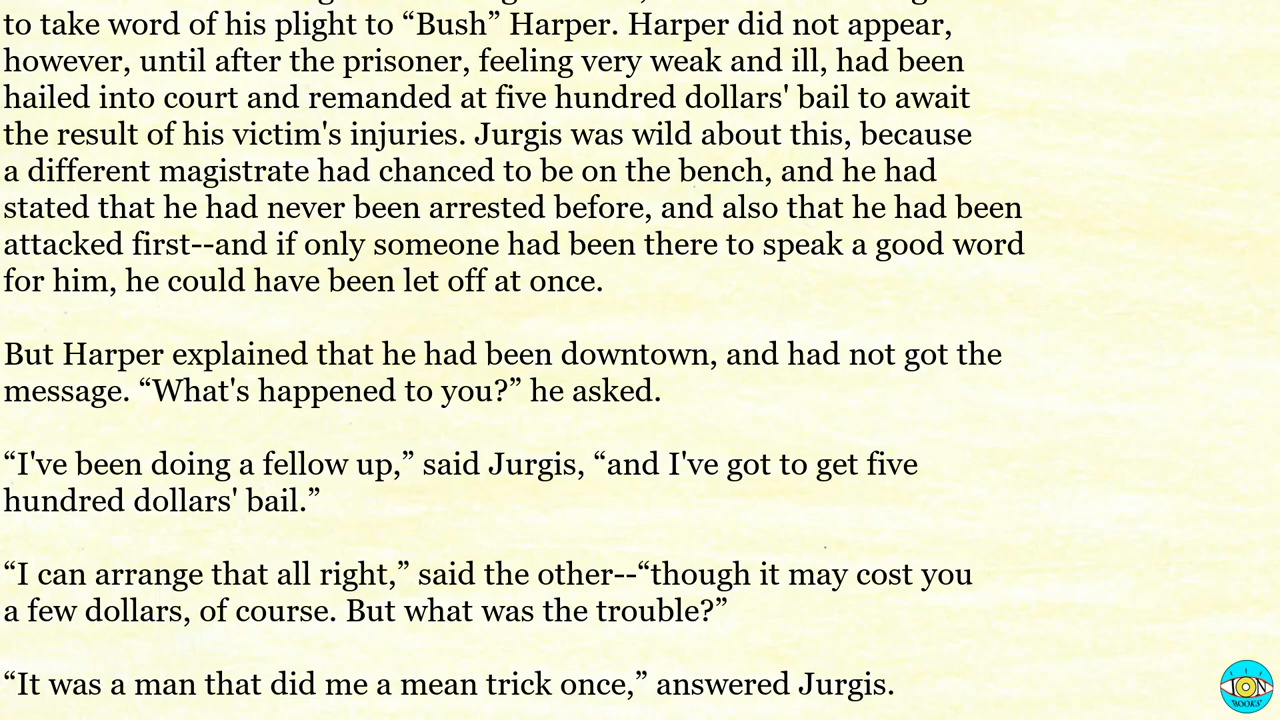 to take word of his plight to “Bush” Harper. Harper did not appear,
however, until after the prisoner, feeling very weak and ill, had been
hailed into court and remanded at five hundred dollars' bail to await
the result of his victim's injuries. Jurgis was wild about this, because
a different magistrate had chanced to be on the bench, and he had
stated that he had never been arrested before, and also that he had been
attacked first--and if only someone had been there to speak a good word
for him, he could have been let off at once.
But Harper explained that he had been downtown, and had not got the
message. “What's happened to you?” he asked.
“I've been doing a fellow up,” said Jurgis, “and I've got to get five
hundred dollars' bail.”
“I can arrange that all right,” said the other--“though it may cost you
a few dollars, of course. But what was the trouble?”
“It was a man that did me a mean trick once,” answered Jurgis.
ION
BOOKS